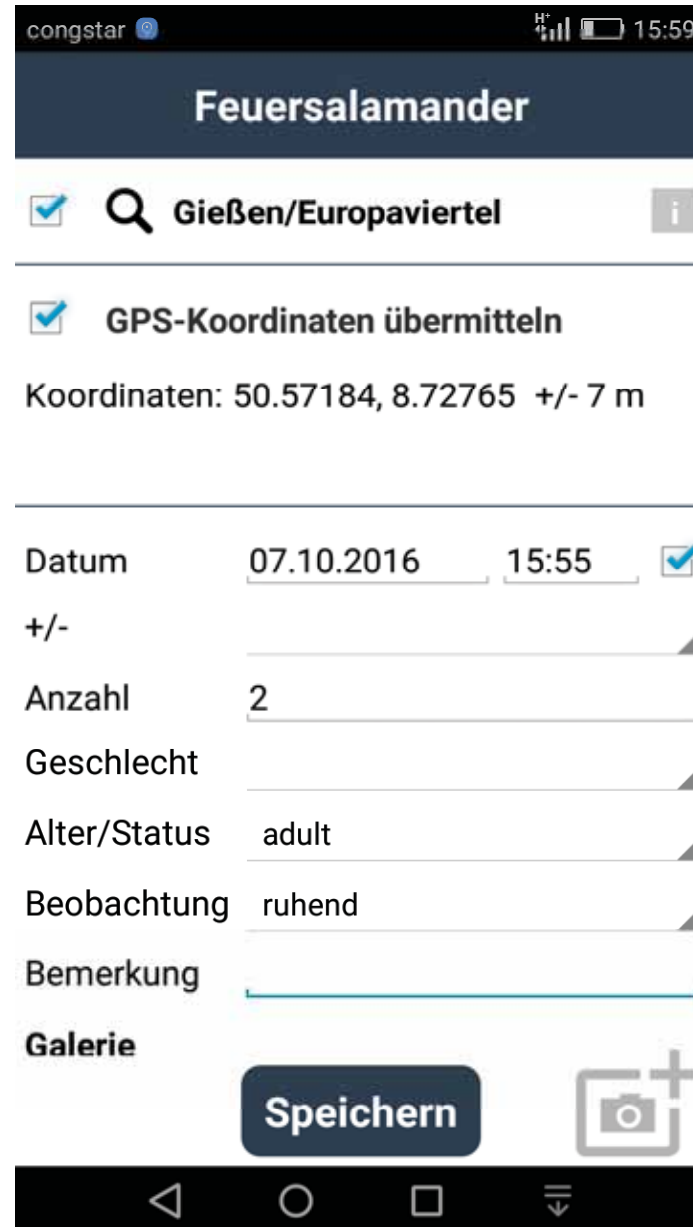 congstar H+ 15:59
Feuersalamander
Gießen/Europaviertel i
GPS-Koordinaten übermitteln
Koordinaten: 50.57184, 8.72765 +/- 7 m
Datum 07.10.2016 15:55
+/-
Anzahl 2
Geschlecht
Alter/Status adult
Beobachtung ruhend
Bemerkung
Galerie
Speichern